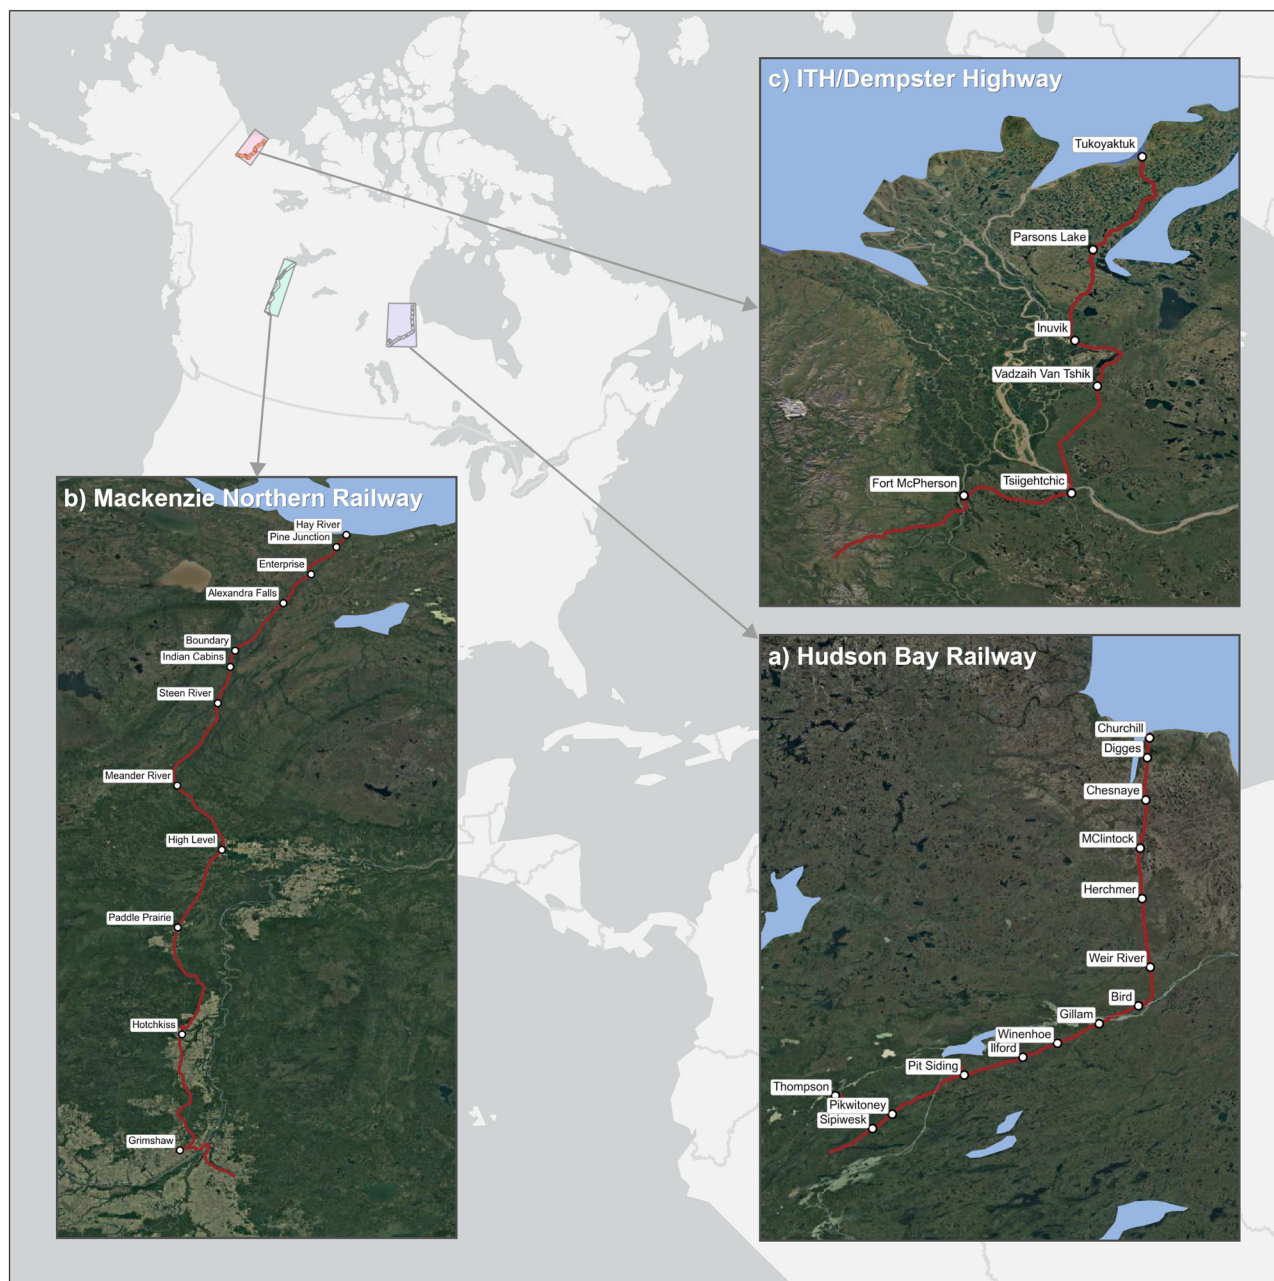 c) ITH/Dempster Highway
Tukoyaktuk
Parsons Lake
Inuvik
Vadzaih Van Tshik
Fort McPherson
Tsiigehtchic
b) Mackenzie Northern Railway
Hay River
Pine Junction
Enterprise
Alexandra Falls
Boundary
Indian Cabins
Steen River
Meander River
High Level
Paddle Prairie
Hotchkiss
Grimshaw
a) Hudson Bay Railway
Churchill
Digges
Chesnaye
MClintock
Herchmer
Weir River
Bird
Gillam
Winenhoe
Ilford
Pit Siding
Thompson
Pikwitoney
Sipiwesk